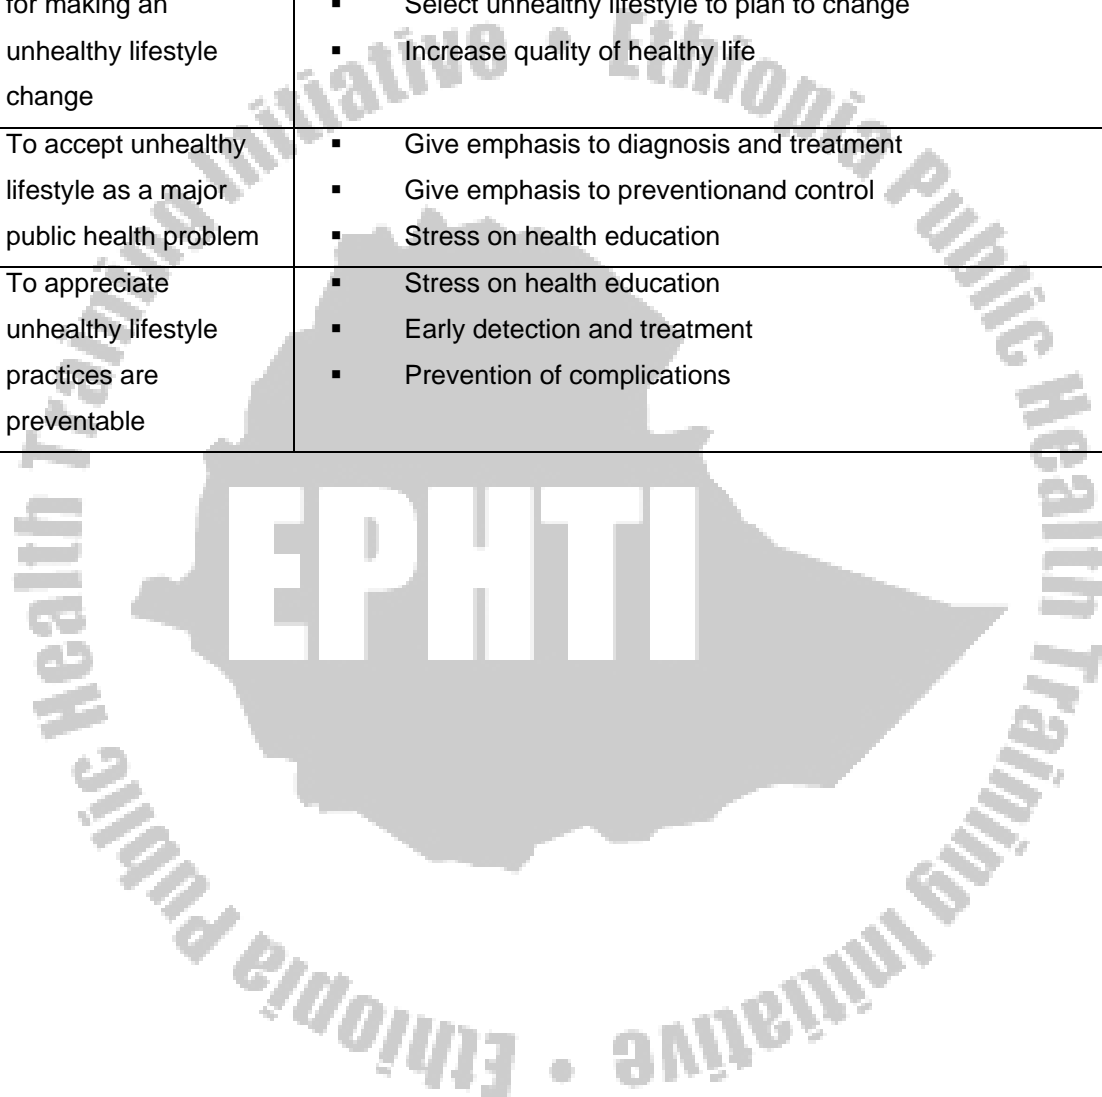 for making an
unhealthy lifestyle
change
▪ Select unhealthy lifestyle to plan to change
▪ Increase quality of healthy life
To accept unhealthy
lifestyle as a major
public health problem
▪ Give emphasis to diagnosis and treatment
▪ Give emphasis to preventionand control
▪ Stress on health education
To appreciate
unhealthy lifestyle
practices are
preventable
▪ Stress on health education
▪ Early detection and treatment
▪ Prevention of complications
EPHTI
Ethiopia Public Health Training Initiative • Ethiopia Public Health Training Initiative •